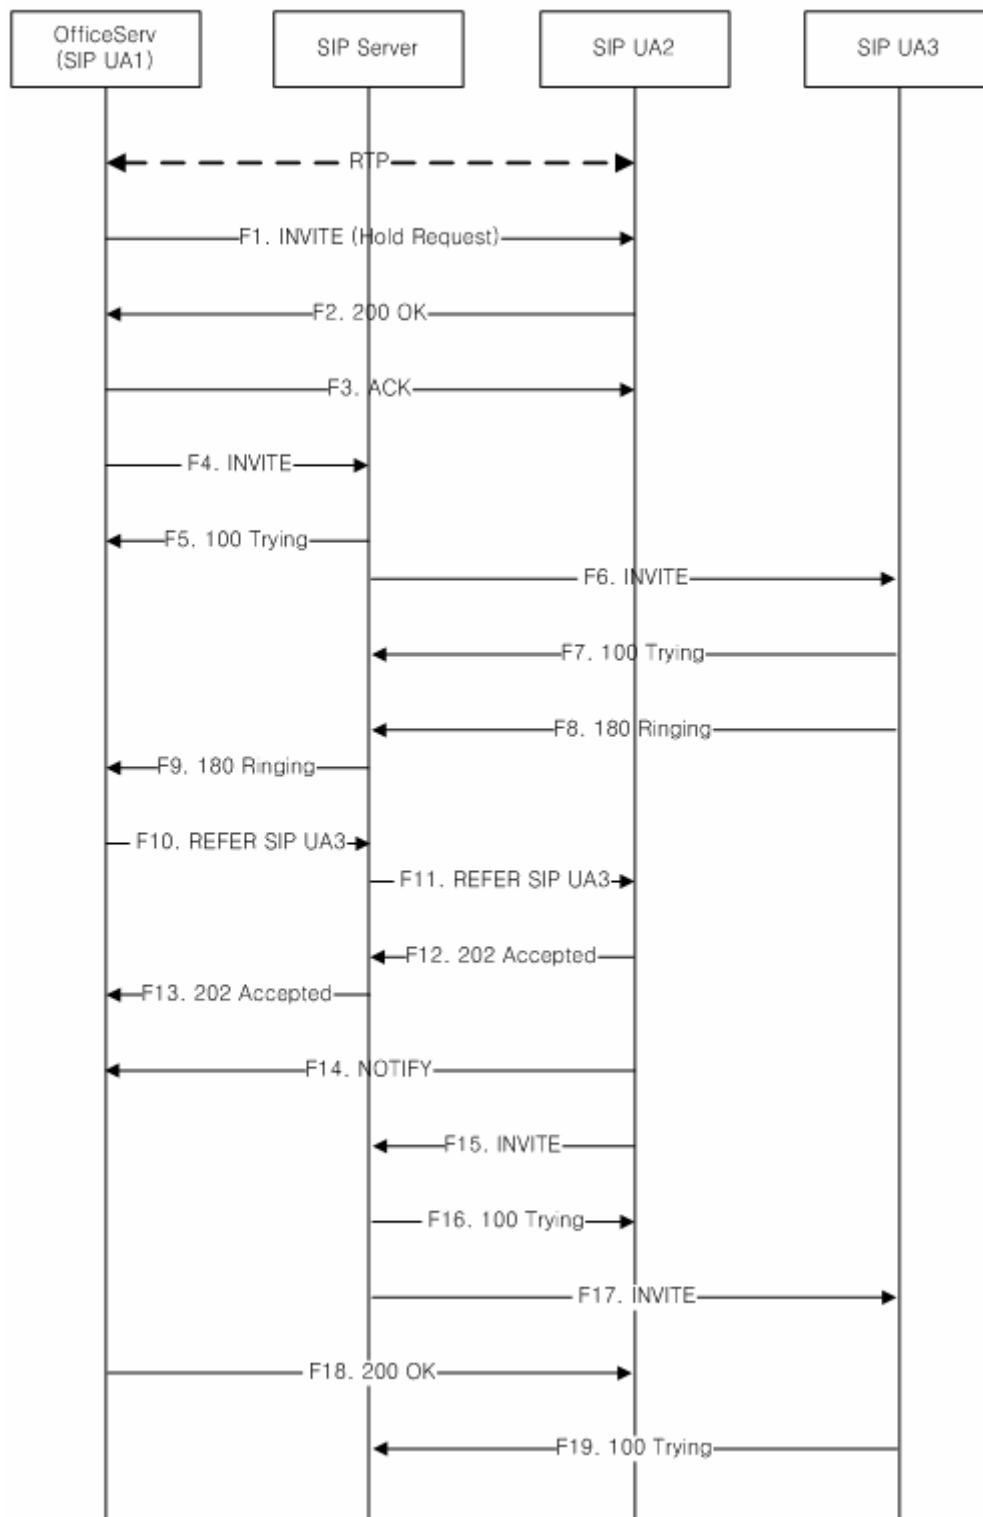 OfficeServ
(SIP UA1)
SIP Server
SIP UA2
SIP UA3
RTP
F1. INVITE (Hold Request)
F2. 200 OK
F3. ACK
F4. INVITE
F5. 100 Trying
F6. INVITE
F7. 100 Trying
F8. 180 Ringing
F9. 180 Ringing
F10. REFER SIP UA3
F11. REFER SIP UA3
F12. 202 Accepted
F13. 202 Accepted
F14. NOTIFY
F15. INVITE
F16. 100 Trying
F17. INVITE
F18. 200 OK
F19. 100 Trying